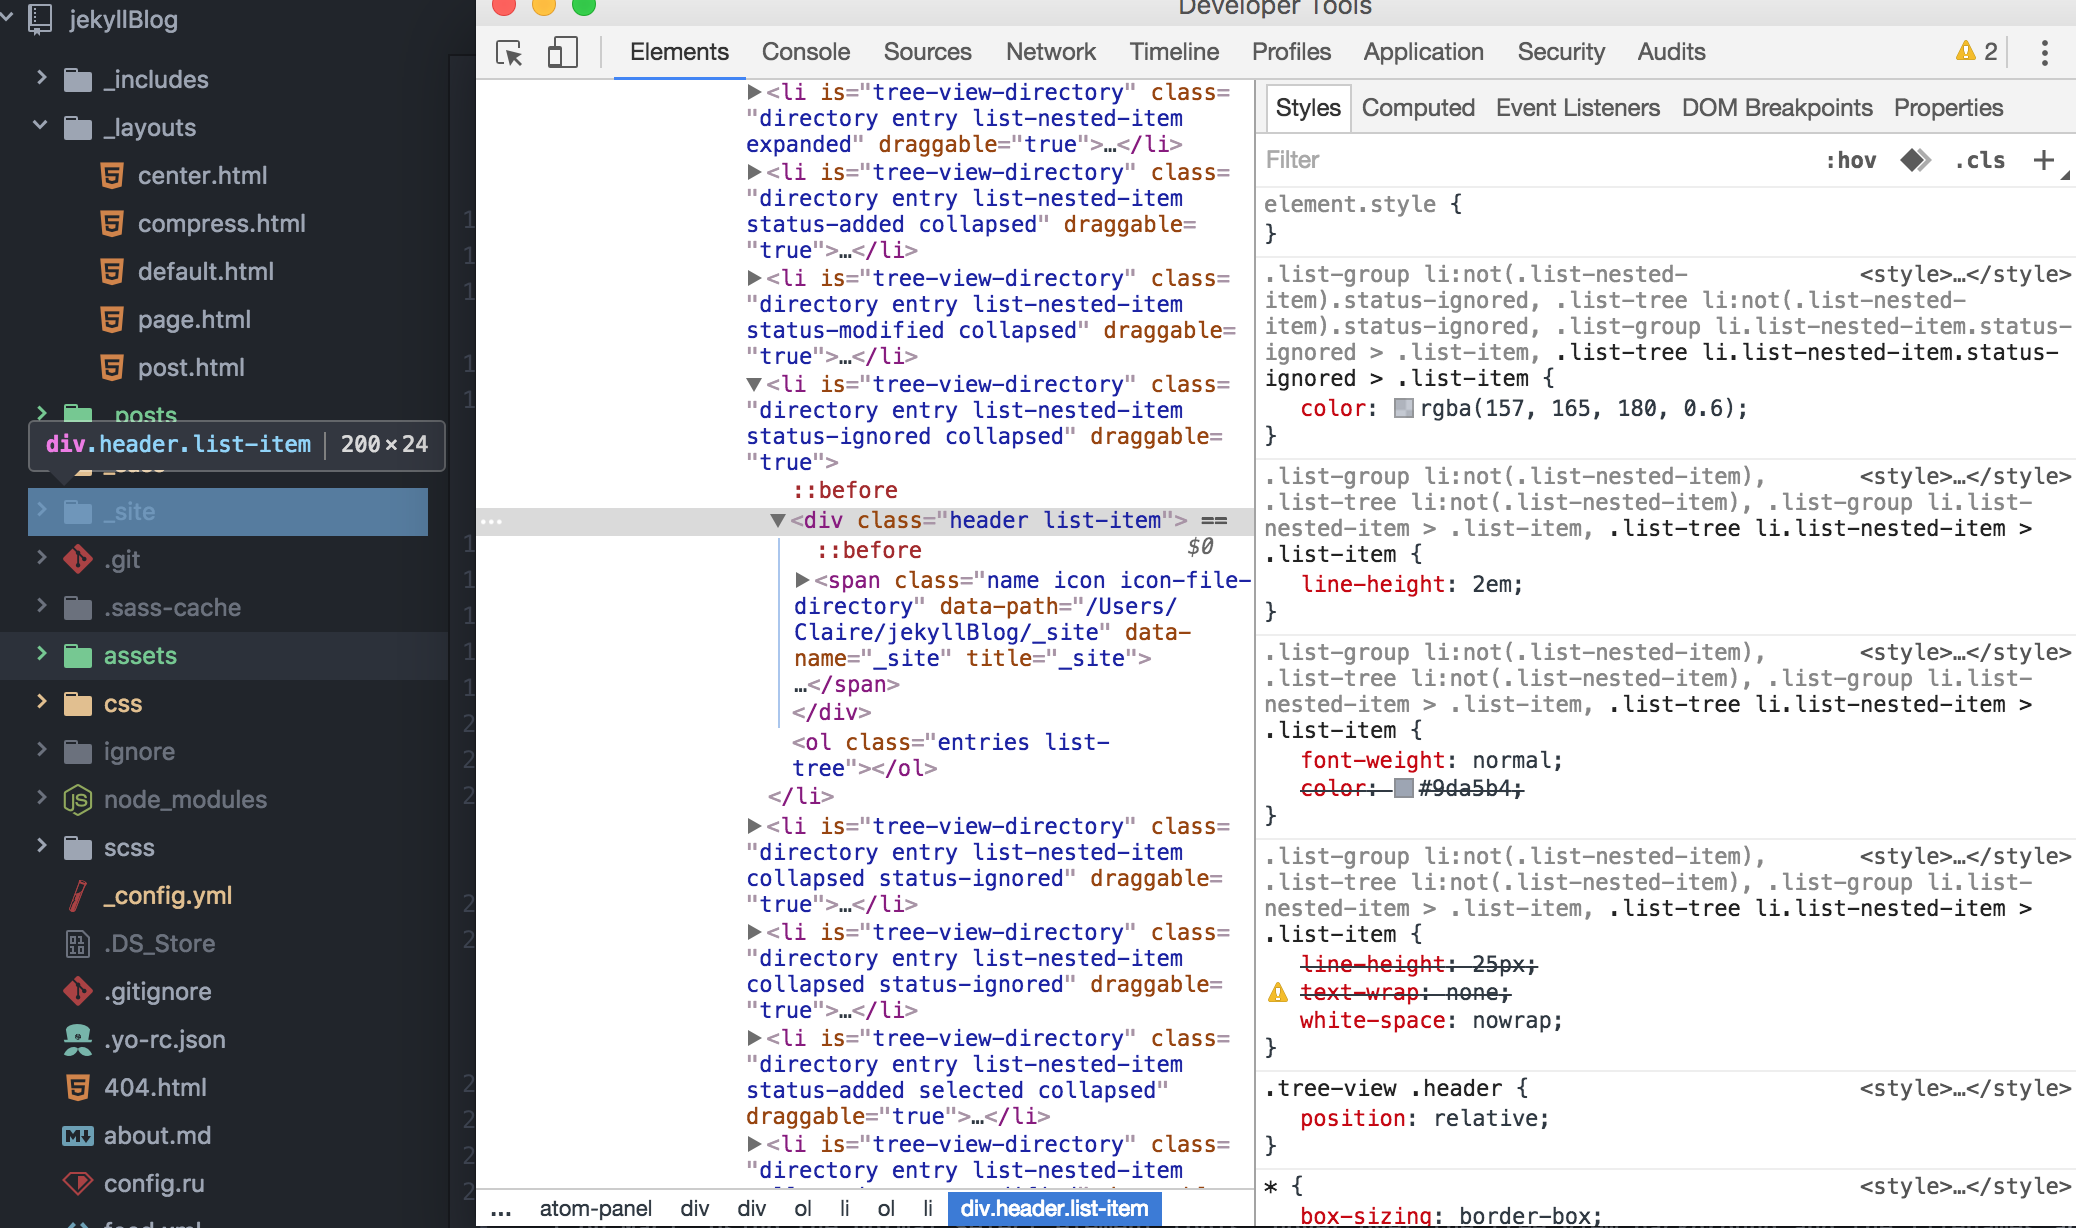 jekyllBlog
_includes
_layouts
center.html
compress.html
default.html
page.html
post.html
_posts
div.header.list-item 200 × 24
_site
.git
.sass-cache
assets
css
ignore
node_modules
scss
_config.yml
.DS_Store
.gitignore
.yo-rc.json
404.html
about.md
config.ru
feed.xml
Developer Tools
Elements Console Sources Network Timeline Profiles Application Security Audits 2
▶<li is="tree-view-directory" class=
"directory entry list-nested-item
expanded" draggable="true">…</li>
▶<li is="tree-view-directory" class=
"directory entry list-nested-item
status-added collapsed" draggable=
"true">…</li>
▶<li is="tree-view-directory" class=
"directory entry list-nested-item
status-modified collapsed" draggable=
"true">…</li>
▼<li is="tree-view-directory" class=
"directory entry list-nested-item
status-ignored collapsed" draggable=
"true">
::before
… ▼<div class="header list-item"> ==
$0
::before
▶<span class="name icon icon-file-
directory" data-path="/Users/
Claire/jekyllBlog/_site" data-
name="_site" title="_site">
…</span>
</div>
<ol class="entries list-
tree"></ol>
</li>
▶<li is="tree-view-directory" class=
"directory entry list-nested-item
collapsed status-ignored" draggable=
"true">…</li>
▶<li is="tree-view-directory" class=
"directory entry list-nested-item
collapsed status-ignored" draggable=
"true">…</li>
▶<li is="tree-view-directory" class=
"directory entry list-nested-item
status-added selected collapsed"
draggable="true">…</li>
▶<li is="tree-view-directory" class=
"directory entry list-nested-item
... atom-panel div div ol li ol li div.header.list-item
Styles Computed Event Listeners DOM Breakpoints Properties
Filter :hov .cls +
element.style {
}
.list-group li:not(.list-nested- <style>…</style>
item).status-ignored, .list-tree li:not(.list-nested-
item).status-ignored, .list-group li.list-nested-item.status-
ignored > .list-item, .list-tree li.list-nested-item.status-
ignored > .list-item {
color: rgba(157, 165, 180, 0.6);
}
.list-group li:not(.list-nested-item), <style>…</style>
.list-tree li:not(.list-nested-item), .list-group li.list-
nested-item > .list-item, .list-tree li.list-nested-item >
.list-item {
line-height: 2em;
}
.list-group li:not(.list-nested-item), <style>…</style>
.list-tree li:not(.list-nested-item), .list-group li.list-
nested-item > .list-item, .list-tree li.list-nested-item >
.list-item {
font-weight: normal;
color: #9da5b4;
}
.list-group li:not(.list-nested-item), <style>…</style>
.list-tree li:not(.list-nested-item), .list-group li.list-
nested-item > .list-item, .list-tree li.list-nested-item >
.list-item {
line-height: 25px;
text-wrap: none;
white-space: nowrap;
}
.tree-view .header { <style>…</style>
position: relative;
}
* { <style>…</style>
box-sizing: border-box;